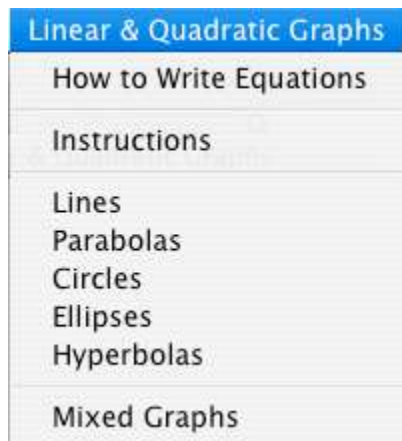 Linear & Quadratic Graphs
How to Write Equations
Instructions
Lines
Parabolas
Circles
Ellipses
Hyperbolas
Mixed Graphs